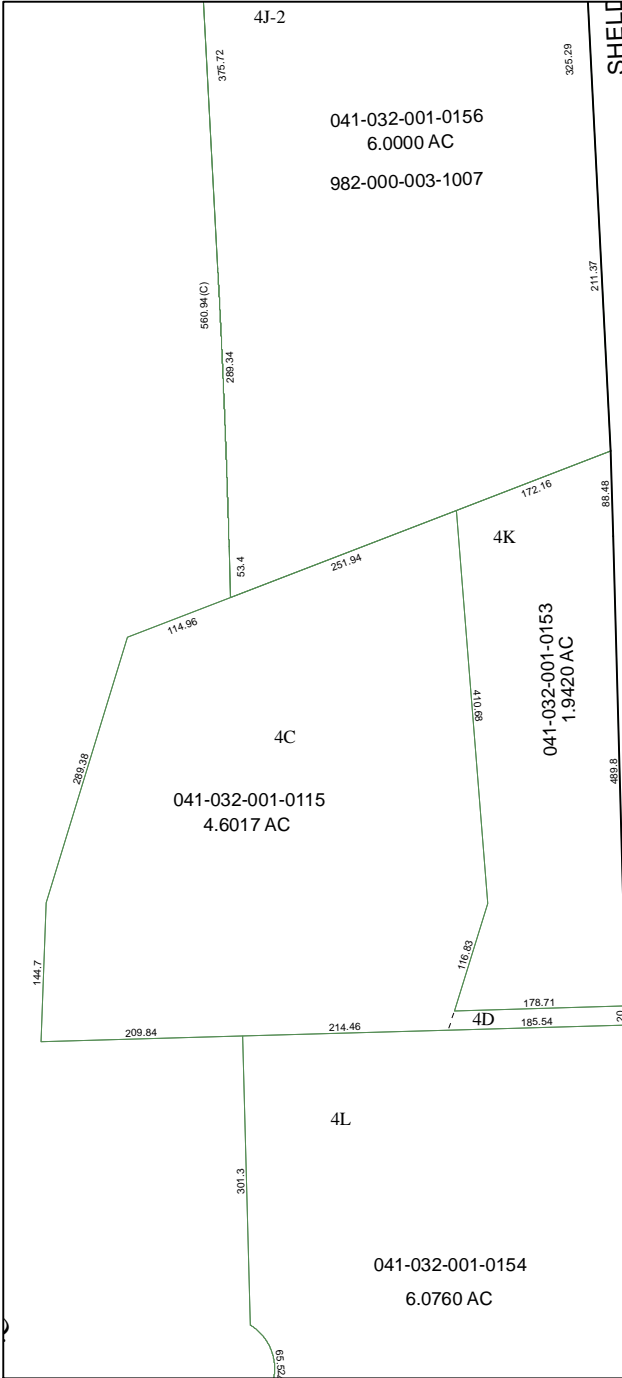 4J-2
SHELD
375.72
325.29
041-032-001-0156
6.0000 AC
982-000-003-1007
211.37
560.94(C)
289.34
172.16
88.48
4K
251.94
53.4
114.96
041-032-001-0153
1.9420 AC
410.68
4C
289.38
489.8
041-032-001-0115
4.6017 AC
116.83
144.7
178.71
4D
20
185.54
209.84
214.46
4L
301.3
041-032-001-0154
6.0760 AC
65.52